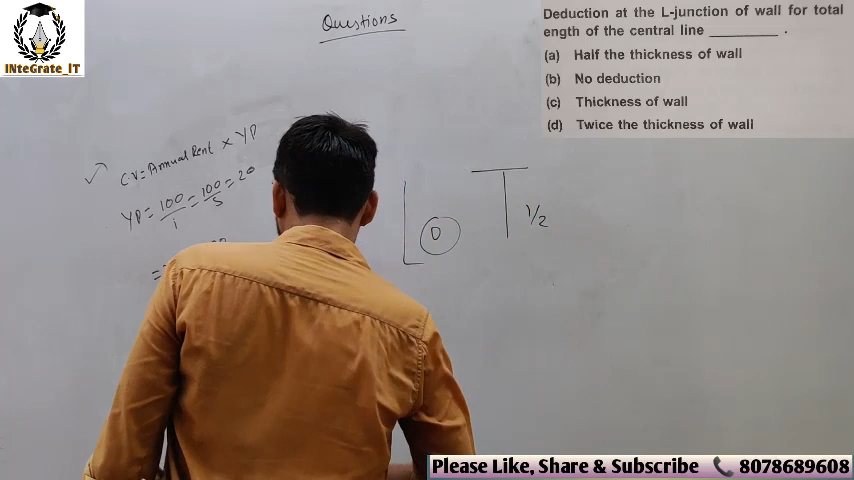 INteGrate_IT
Questions
Deduction at the L-junction of wall for total
ength of the central line ________ .
(a) Half the thickness of wall
(b) No deduction
(c) Thickness of wall
(d) Twice the thickness of wall
C.V = Annual Rent × YP
YP = 100/i = 100/5 = 20
=
L 0
T 1/2
Please Like, Share & Subscribe 📞 8078689608